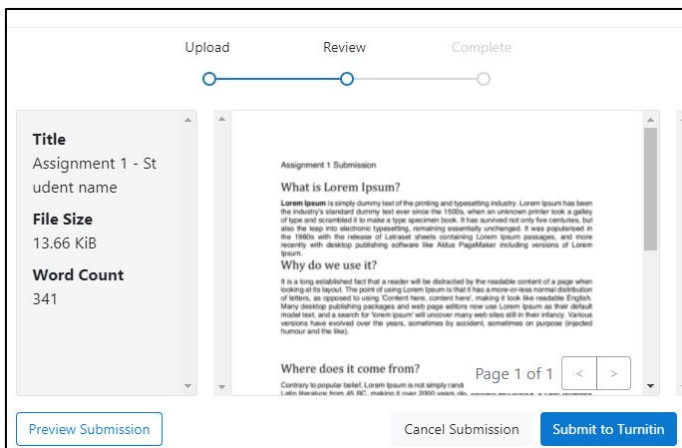 Upload Review Complete
Title
Assignment 1 - St
udent name
File Size
13.66 KiB
Word Count
341
Assignment 1 Submission
What is Lorem Ipsum?
Lorem Ipsum is simply dummy text of the printing and typesetting industry. Lorem Ipsum has been
the industry's standard dummy text ever since the 1500s, when an unknown printer took a galley
of type and scrambled it to make a type specimen book. It has survived not only five centuries, but
also the leap into electronic typesetting, remaining essentially unchanged. It was popularised in
the 1960s with the release of Letraset sheets containing Lorem Ipsum passages, and more
recently with desktop publishing software like Aldus PageMaker including versions of Lorem
Ipsum.
Why do we use it?
It is a long established fact that a reader will be distracted by the readable content of a page when
looking at its layout. The point of using Lorem Ipsum is that it has a more-or-less normal distribution
of letters, as opposed to using 'Content here, content here', making it look like readable English.
Many desktop publishing packages and web page editors now use Lorem Ipsum as their default
model text, and a search for 'lorem ipsum' will uncover many web sites still in their infancy. Various
versions have evolved over the years, sometimes by accident, sometimes on purpose (injected
humour and the like).
Where does it come from?
Contrary to popular belief, Lorem Ipsum is not simply rand
Latin literature from 45 BC, making it over 2000 years
Page 1 of 1 < >
Preview Submission Cancel Submission Submit to Turnitin